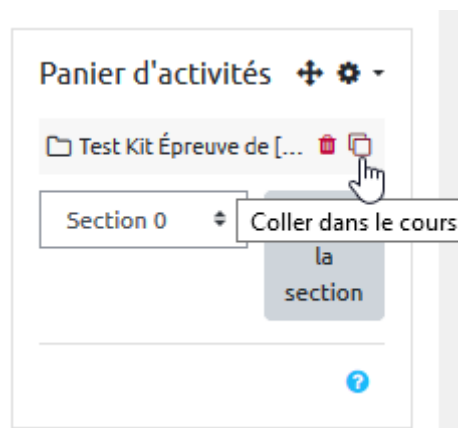 Panier d'activités
Test Kit Épreuve de [...
Section 0
Coller dans le cours
la
section